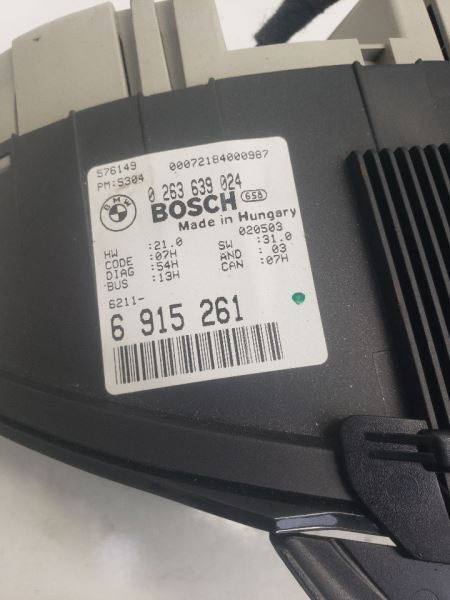 576149 00072184000987
PM:5304
0 263 639 024
BMW BOSCH 658
Made in Hungary
020503
HW :21.0 SW :31.0
CODE :07H AND : 03
DIAG :54H CAN :07H
BUS :13H
6211-
6 915 261